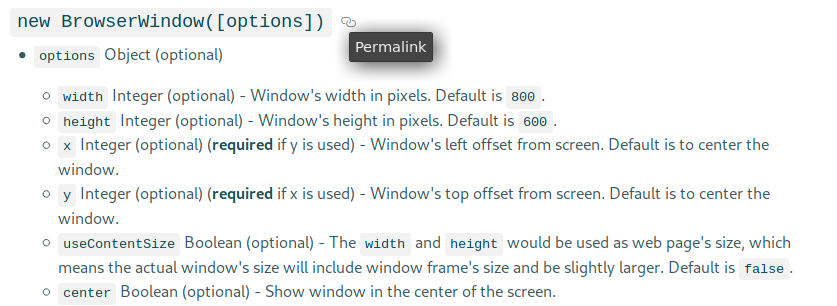 new BrowserWindow([options])
Permalink
options Object (optional)
width Integer (optional) - Window's width in pixels. Default is 800.
height Integer (optional) - Window's height in pixels. Default is 600.
x Integer (optional) (required if y is used) - Window's left offset from screen. Default is to center the
window.
y Integer (optional) (required if x is used) - Window's top offset from screen. Default is to center the
window.
useContentSize Boolean (optional) - The width and height would be used as web page's size, which
means the actual window's size will include window frame's size and be slightly larger. Default is false.
center Boolean (optional) - Show window in the center of the screen.